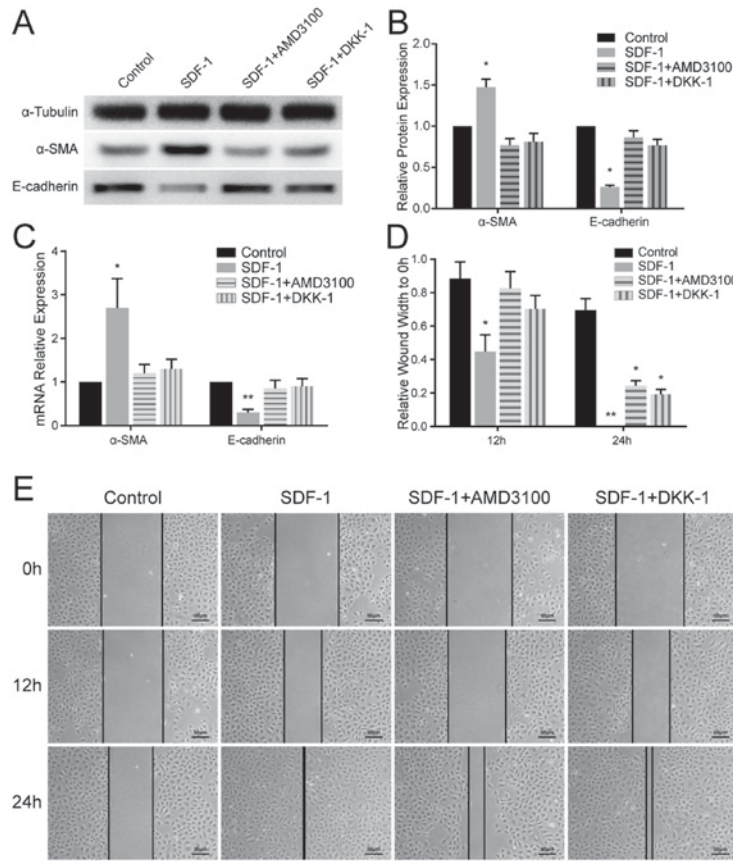 A
Control
SDF-1
SDF-1+AMD3100
SDF-1+DKK-1
α-Tubulin
α-SMA
E-cadherin
B
Relative Protein Expression
2.0
1.5
1.0
0.5
0.0
*
*
α-SMA
E-cadherin
Control
SDF-1
SDF-1+AMD3100
SDF-1+DKK-1
C
mRNA Relative Expression
4
3
2
1
0
*
**
α-SMA
E-cadherin
Control
SDF-1
SDF-1+AMD3100
SDF-1+DKK-1
D
Relative Wound Width to 0h
1.0
0.8
0.6
0.4
0.2
0.0
*
**
*
*
12h
24h
Control
SDF-1
SDF-1+AMD3100
SDF-1+DKK-1
E
Control
SDF-1
SDF-1+AMD3100
SDF-1+DKK-1
0h
12h
24h